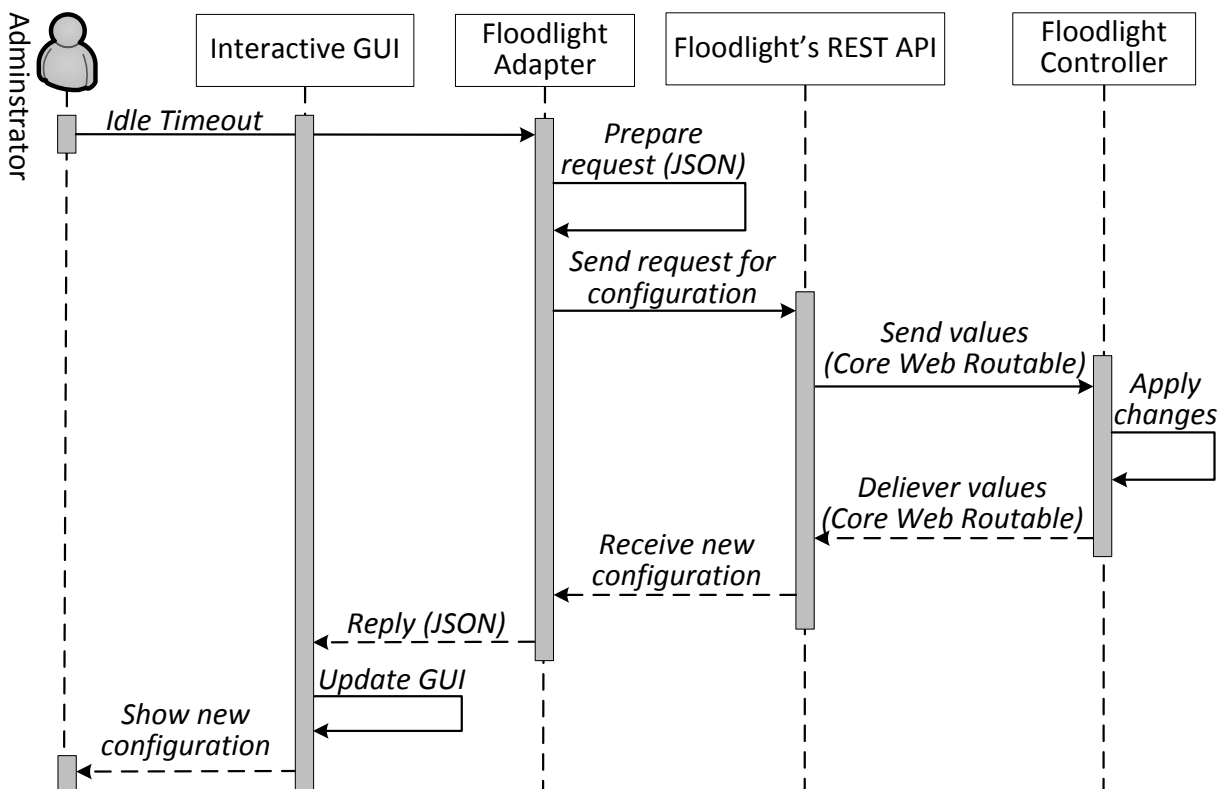 Adminstrator
Interactive GUI
Floodlight
Adapter
Floodlight's REST API
Floodlight
Controller
Idle Timeout
Prepare
request (JSON)
Send request for
configuration
Send values
(Core Web Routable)
Apply
changes
Deliever values
(Core Web Routable)
Receive new
configuration
Reply (JSON)
Update GUI
Show new
configuration